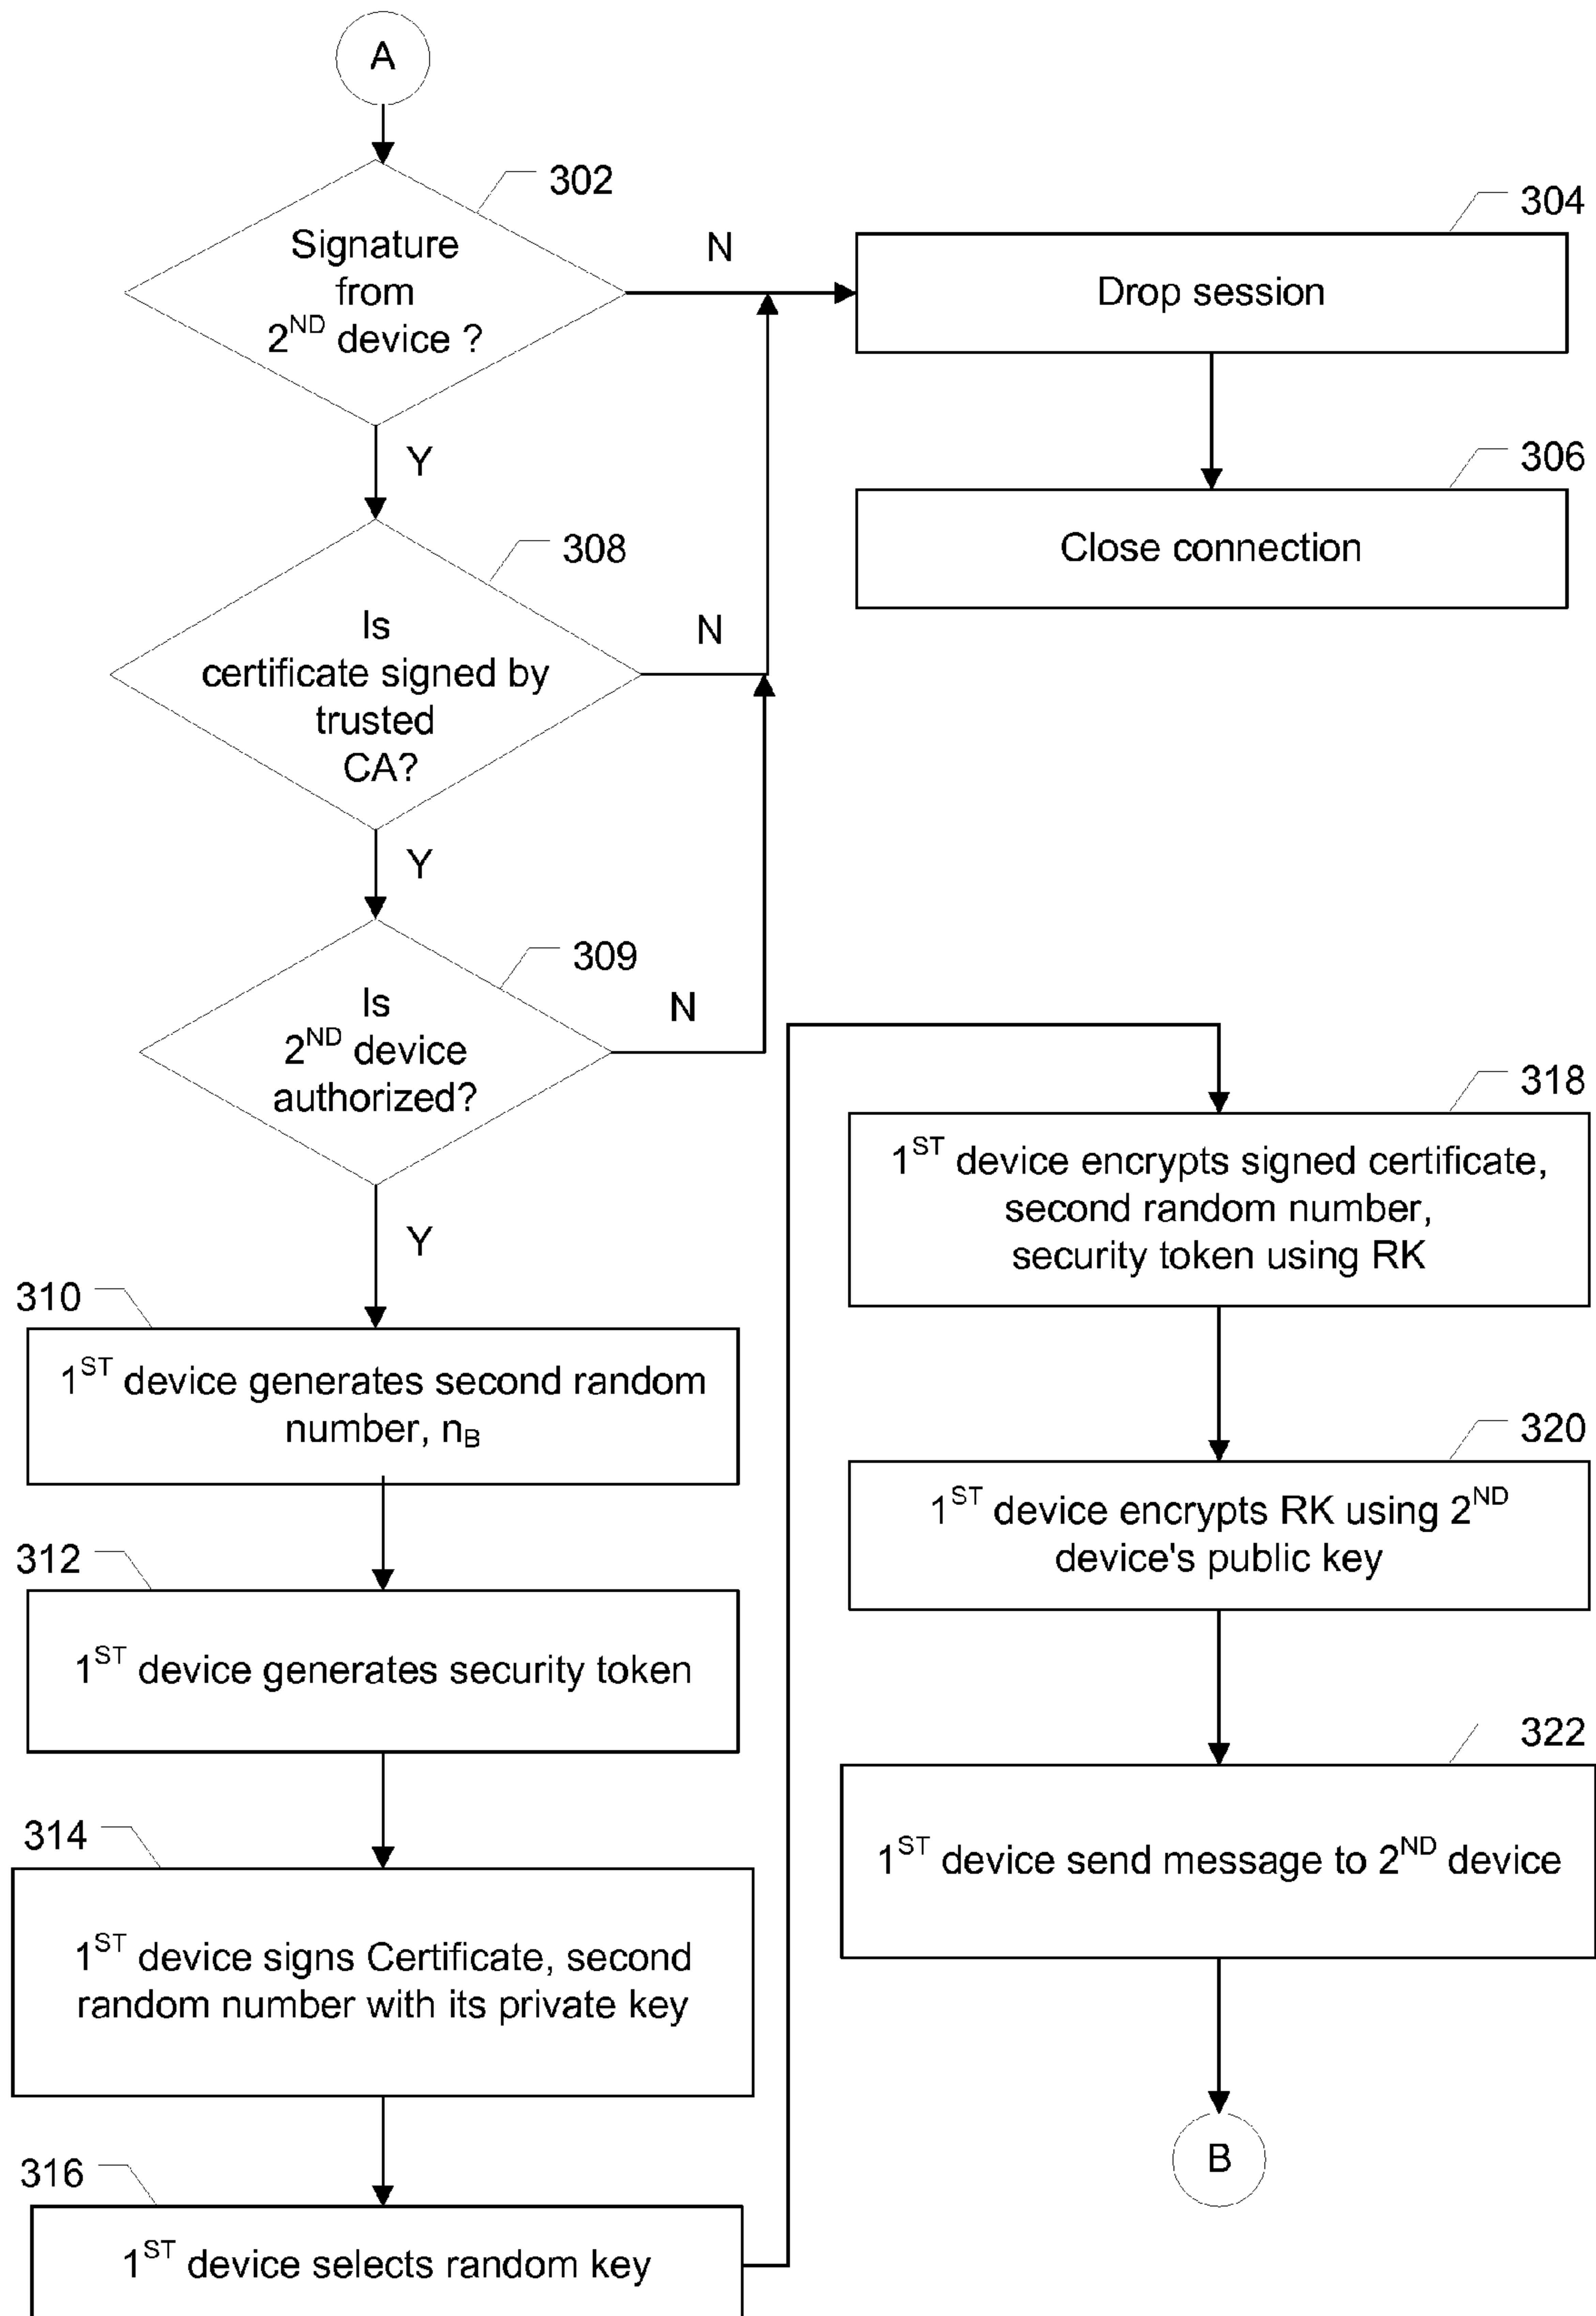 A
302
Signature
from
2ND device ?
N
304
Drop session
Y
306
Close connection
308
Is
certificate signed by
trusted
CA?
N
Y
309
Is
2ND device
authorized?
N
Y
310
1ST device generates second random
number, nB
312
1ST device generates security token
314
1ST device signs Certificate, second
random number with its private key
316
1ST device selects random key
318
1ST device encrypts signed certificate,
second random number,
security token using RK
320
1ST device encrypts RK using 2ND
device's public key
322
1ST device send message to 2ND device
B